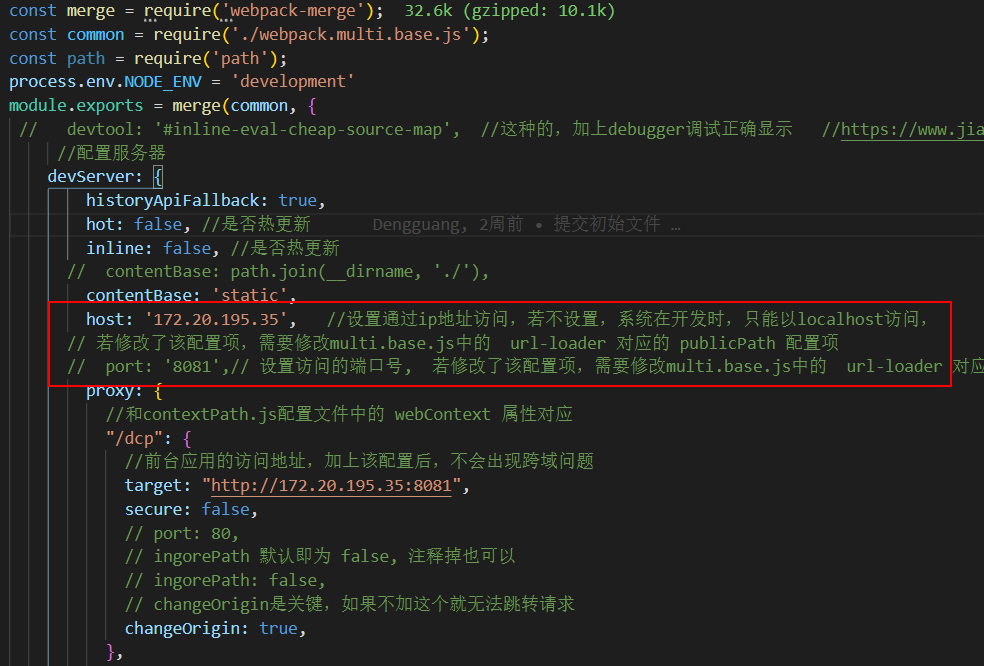 const merge = require('webpack-merge');  32.6k (gzipped: 10.1k)
const common = require('./webpack.multi.base.js');
const path = require('path');
process.env.NODE_ENV = 'development'
module.exports = merge(common, {
//   devtool: '#inline-eval-cheap-source-map',  //这种的，加上debugger调试正确显示   //https://www.jia
//配置服务器
devServer: {
historyApiFallback: true,
hot: false, //是否热更新      Dengguang, 2周前 • 提交初始文件 …
inline: false, //是否热更新
//  contentBase: path.join(__dirname, './'),
contentBase: 'static',
host: '172.20.195.35',   //设置通过ip地址访问，若不设置，系统在开发时，只能以localhost访问，
// 若修改了该配置项，需要修改multi.base.js中的  url-loader 对应的 publicPath 配置项
//  port: '8081',// 设置访问的端口号， 若修改了该配置项，需要修改multi.base.js中的  url-loader 对应
proxy: {
//和contextPath.js配置文件中的 webContext 属性对应
"/dcp": {
//前台应用的访问地址，加上该配置后，不会出现跨域问题
target: "http://172.20.195.35:8081",
secure: false,
// port: 80,
// ingorePath 默认即为 false, 注释掉也可以
// ingorePath: false,
// changeOrigin是关键，如果不加这个就无法跳转请求
changeOrigin: true,
},